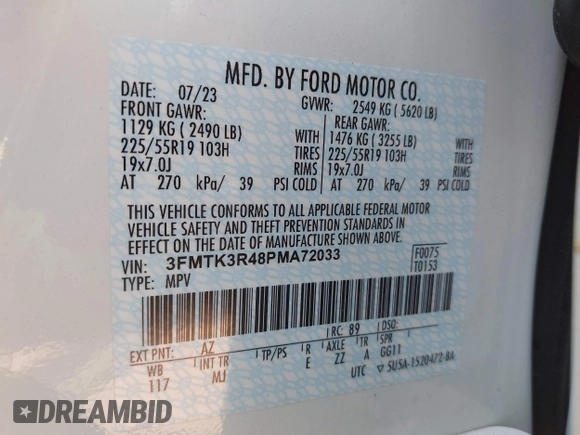 MFD. BY FORD MOTOR CO.
DATE: 07/23 GVWR: 2549 KG ( 5620 LB)
FRONT GAWR: REAR GAWR:
1129 KG ( 2490 LB) 1476 KG ( 3255 LB) WITH
225/55R19 103H WITH TIRES 225/55R19 103H TIRES
19x7.0J RIMS 19x7.0J RIMS
AT 270 kPa/ 39 PSI COLD AT 270 kPa/ 39 PSI COLD
THIS VEHICLE CONFORMS TO ALL APPLICABLE FEDERAL MOTOR
VEHICLE SAFETY AND THEFT PREVENTION STANDARDS IN
EFFECT ON THE DATE OF MANUFACTURE SHOWN ABOVE.
VIN: 3FMTK3R48PMA72033 F0075
TYPE: MPV T0153
EXT PNT: AZ RC: 89 DSO:
WB INT TR TP/PS R AXLE TR SPR
117 MJ E ZZ A GG11
UTC ▽ SU5A-1520472-BA
DREAMBID